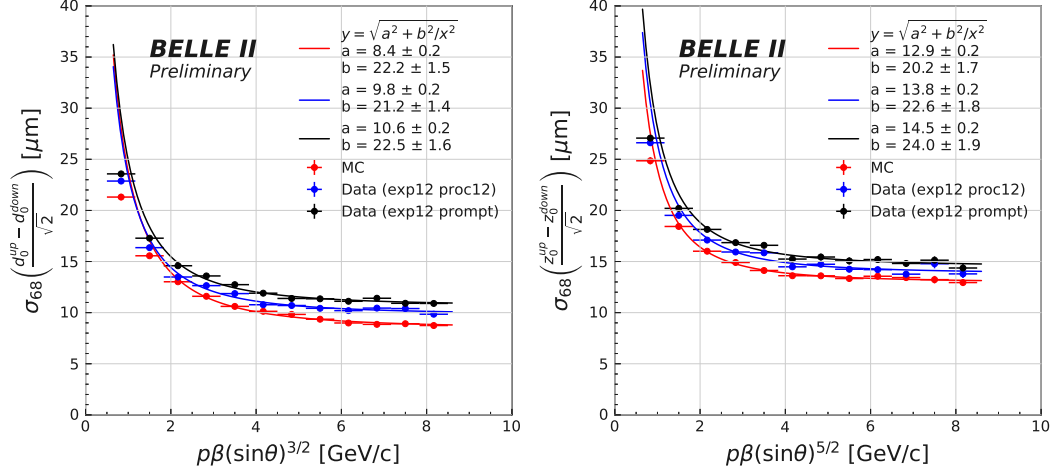 40
35
30
25
20
15
10
5
0
0
2
4
6
8
10
σ₆₈((d₀^up − d₀^down)/√2) [μm]
pβ(sinθ)^3/2 [GeV/c]
BELLE II
Preliminary
y = √(a² + b²/x²)
a = 8.4 ± 0.2
b = 22.2 ± 1.5
a = 9.8 ± 0.2
b = 21.2 ± 1.4
a = 10.6 ± 0.2
b = 22.5 ± 1.6
MC
Data (exp12 proc12)
Data (exp12 prompt)
40
35
30
25
20
15
10
5
0
0
2
4
6
8
10
σ₆₈((z₀^up − z₀^down)/√2) [μm]
pβ(sinθ)^5/2 [GeV/c]
BELLE II
Preliminary
y = √(a² + b²/x²)
a = 12.9 ± 0.2
b = 20.2 ± 1.7
a = 13.8 ± 0.2
b = 22.6 ± 1.8
a = 14.5 ± 0.2
b = 24.0 ± 1.9
MC
Data (exp12 proc12)
Data (exp12 prompt)